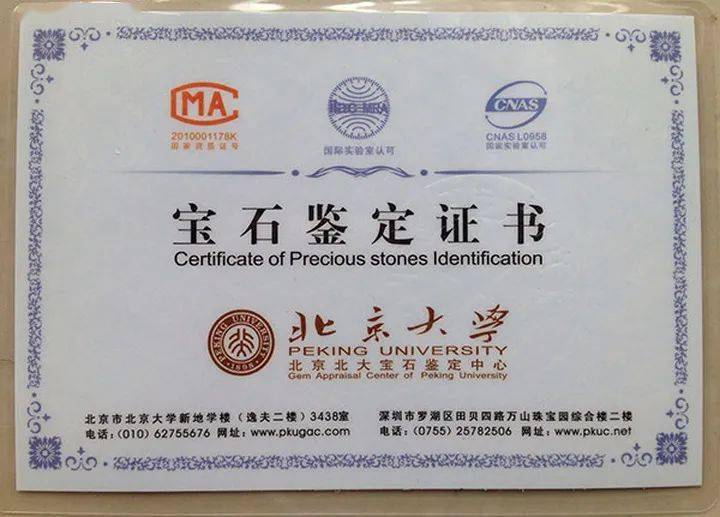 CMA
2010001178K
国家资质证号
ilac-MRA
国际实验室认可
CNAS
CNAS L0958
国家实验室认可
宝石鉴定证书
Certificate of Precious stones Identification
PEKING UNIVERSITY
1898
北京大学
PEKING UNIVERSITY
北京北大宝石鉴定中心
Gem Appraisal Center of Peking University
北京市北京大学新地学楼（逸夫二楼）3438室
电话：(010) 62755676 网址：www.pkugac.com
深圳市罗湖区田贝四路万山珠宝园综合楼二楼
电话：(0755) 25782506 网址：www.pkuc.net